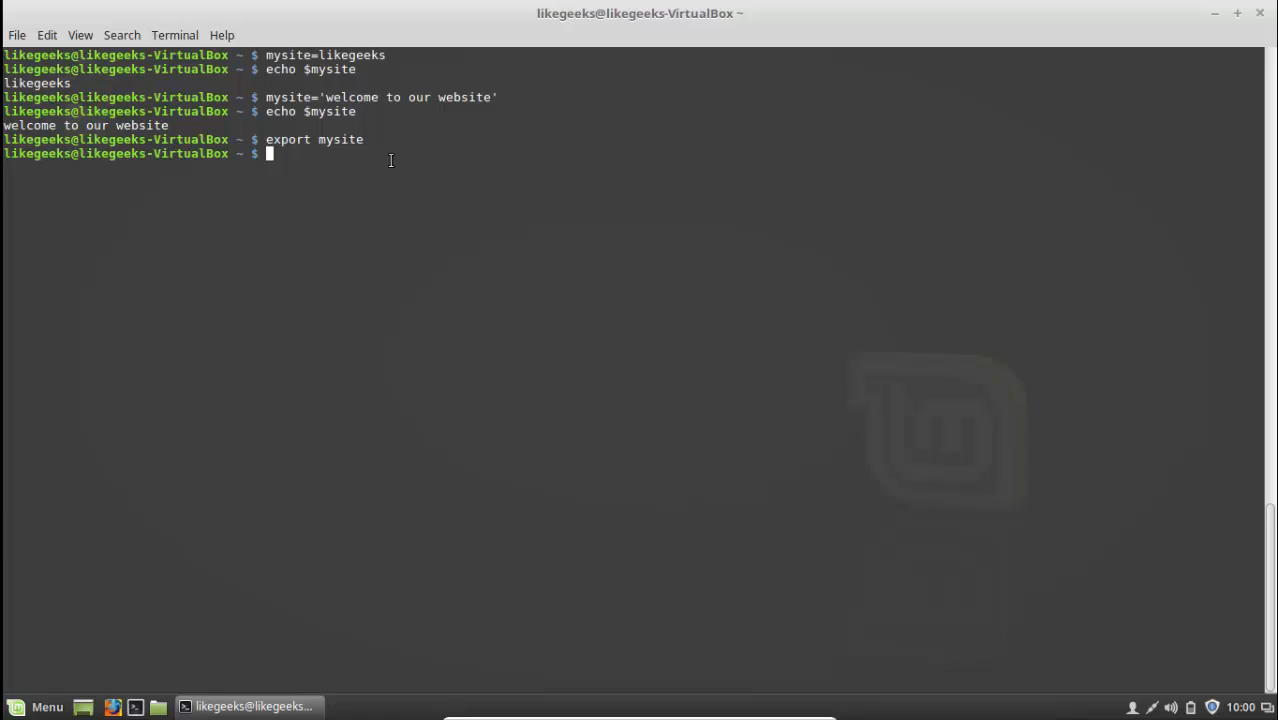 likegeeks@likegeeks-VirtualBox ~
File Edit View Search Terminal Help
likegeeks@likegeeks-VirtualBox ~ $ mysite=likegeeks
likegeeks@likegeeks-VirtualBox ~ $ echo $mysite
likegeeks
likegeeks@likegeeks-VirtualBox ~ $ mysite='welcome to our website'
likegeeks@likegeeks-VirtualBox ~ $ echo $mysite
welcome to our website
likegeeks@likegeeks-VirtualBox ~ $ export mysite
likegeeks@likegeeks-VirtualBox ~ $
Menu likegeeks@likegeeks... 10:00